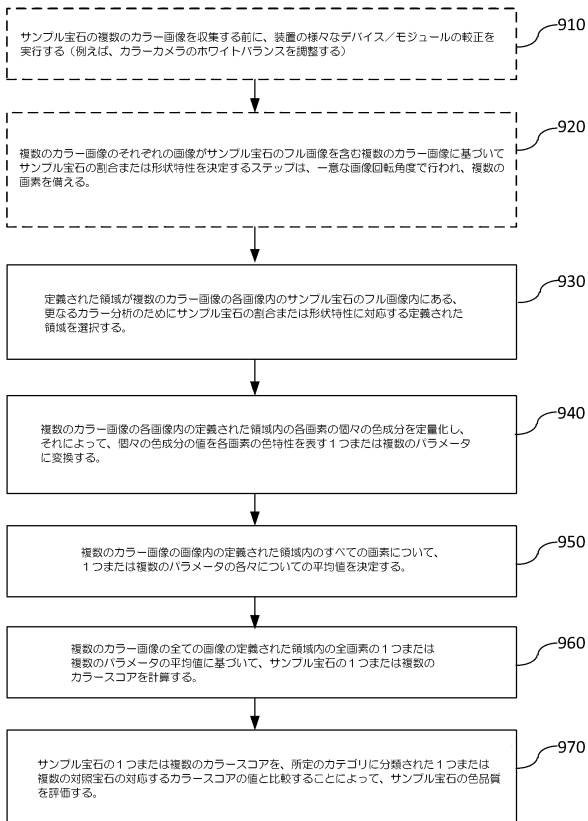 910
サンプル宝石の複数のカラー画像を収集する前に、装置の様々なデバイス／モジュールの較正を
実行する（例えば、カラーカメラのホワイトバランスを調整する）
920
複数のカラー画像のそれぞれの画像がサンプル宝石のフル画像を含む複数のカラー画像に基づいて
サンプル宝石の割合または形状特性を決定するステップは、一意な画像回転角度で行われ、複数の
画素を備える。
930
定義された領域が複数のカラー画像の各画像内のサンプル宝石のフル画像内にある、
更なるカラー分析のためにサンプル宝石の割合または形状特性に対応する定義された
領域を選択する。
940
複数のカラー画像の各画像内の定義された領域内の各画素の個々の色成分を定量化し、
それによって、個々の色成分の値を各画素の色特性を表す１つまたは複数のパラメータ
に変換する。
950
複数のカラー画像の画像内の定義された領域内のすべての画素について、
１つまたは複数のパラメータの各々についての平均値を決定する。
960
複数のカラー画像の全ての画像の定義された領域内の全画素の１つまたは
複数のパラメータの平均値に基づいて、サンプル宝石の１つまたは複数の
カラースコアを計算する。
970
サンプル宝石の１つまたは複数のカラースコアを、所定のカテゴリに分類された１つまたは
複数の対照宝石の対応するカラースコアの値と比較することによって、サンプル宝石の色品質
を評価する。